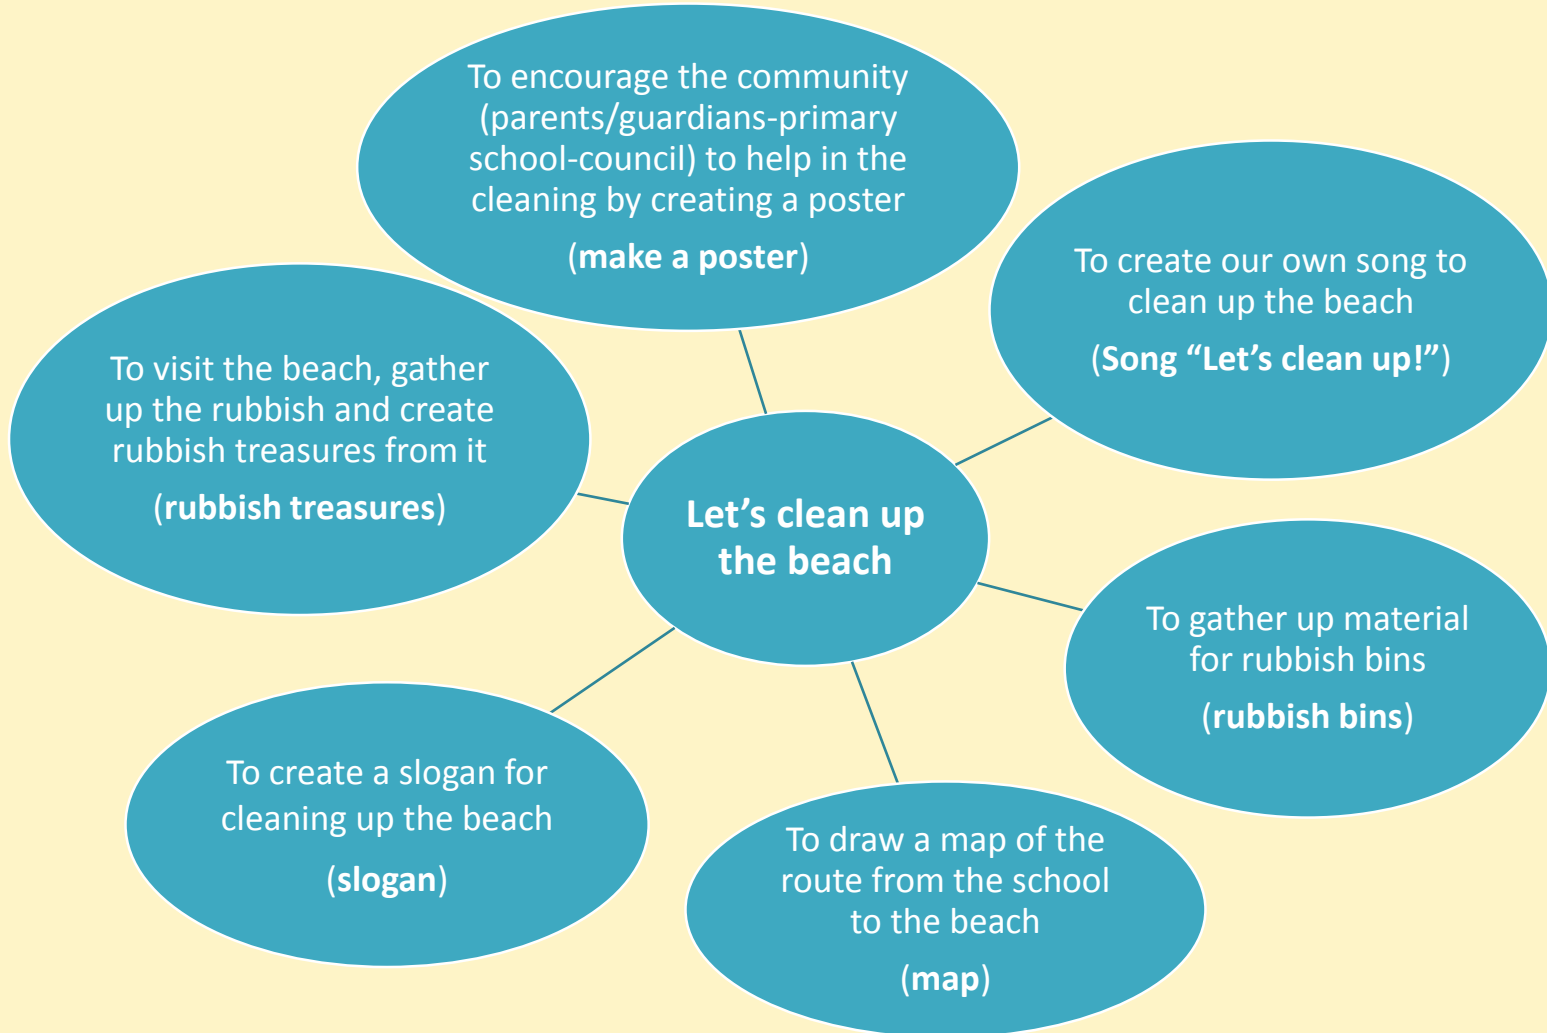 To encourage the community
(parents/guardians-primary
school-council) to help in the
cleaning by creating a poster
(make a poster)
To create our own song to
clean up the beach
(Song “Let’s clean up!”)
To visit the beach, gather
up the rubbish and create
rubbish treasures from it
(rubbish treasures)
Let’s clean up
the beach
To gather up material
for rubbish bins
(rubbish bins)
To create a slogan for
cleaning up the beach
(slogan)
To draw a map of the
route from the school
to the beach
(map)